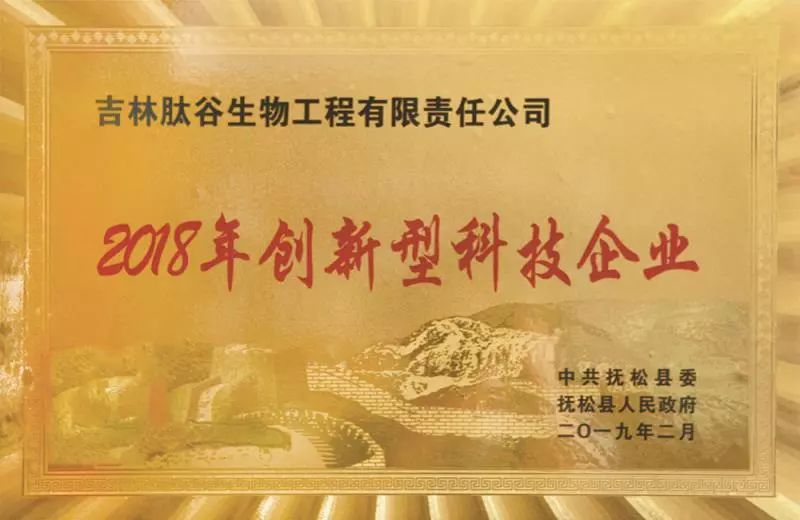 吉林肽谷生物工程有限责任公司
2018年创新型科技企业
中共抚松县委
抚松县人民政府
二〇一九年二月